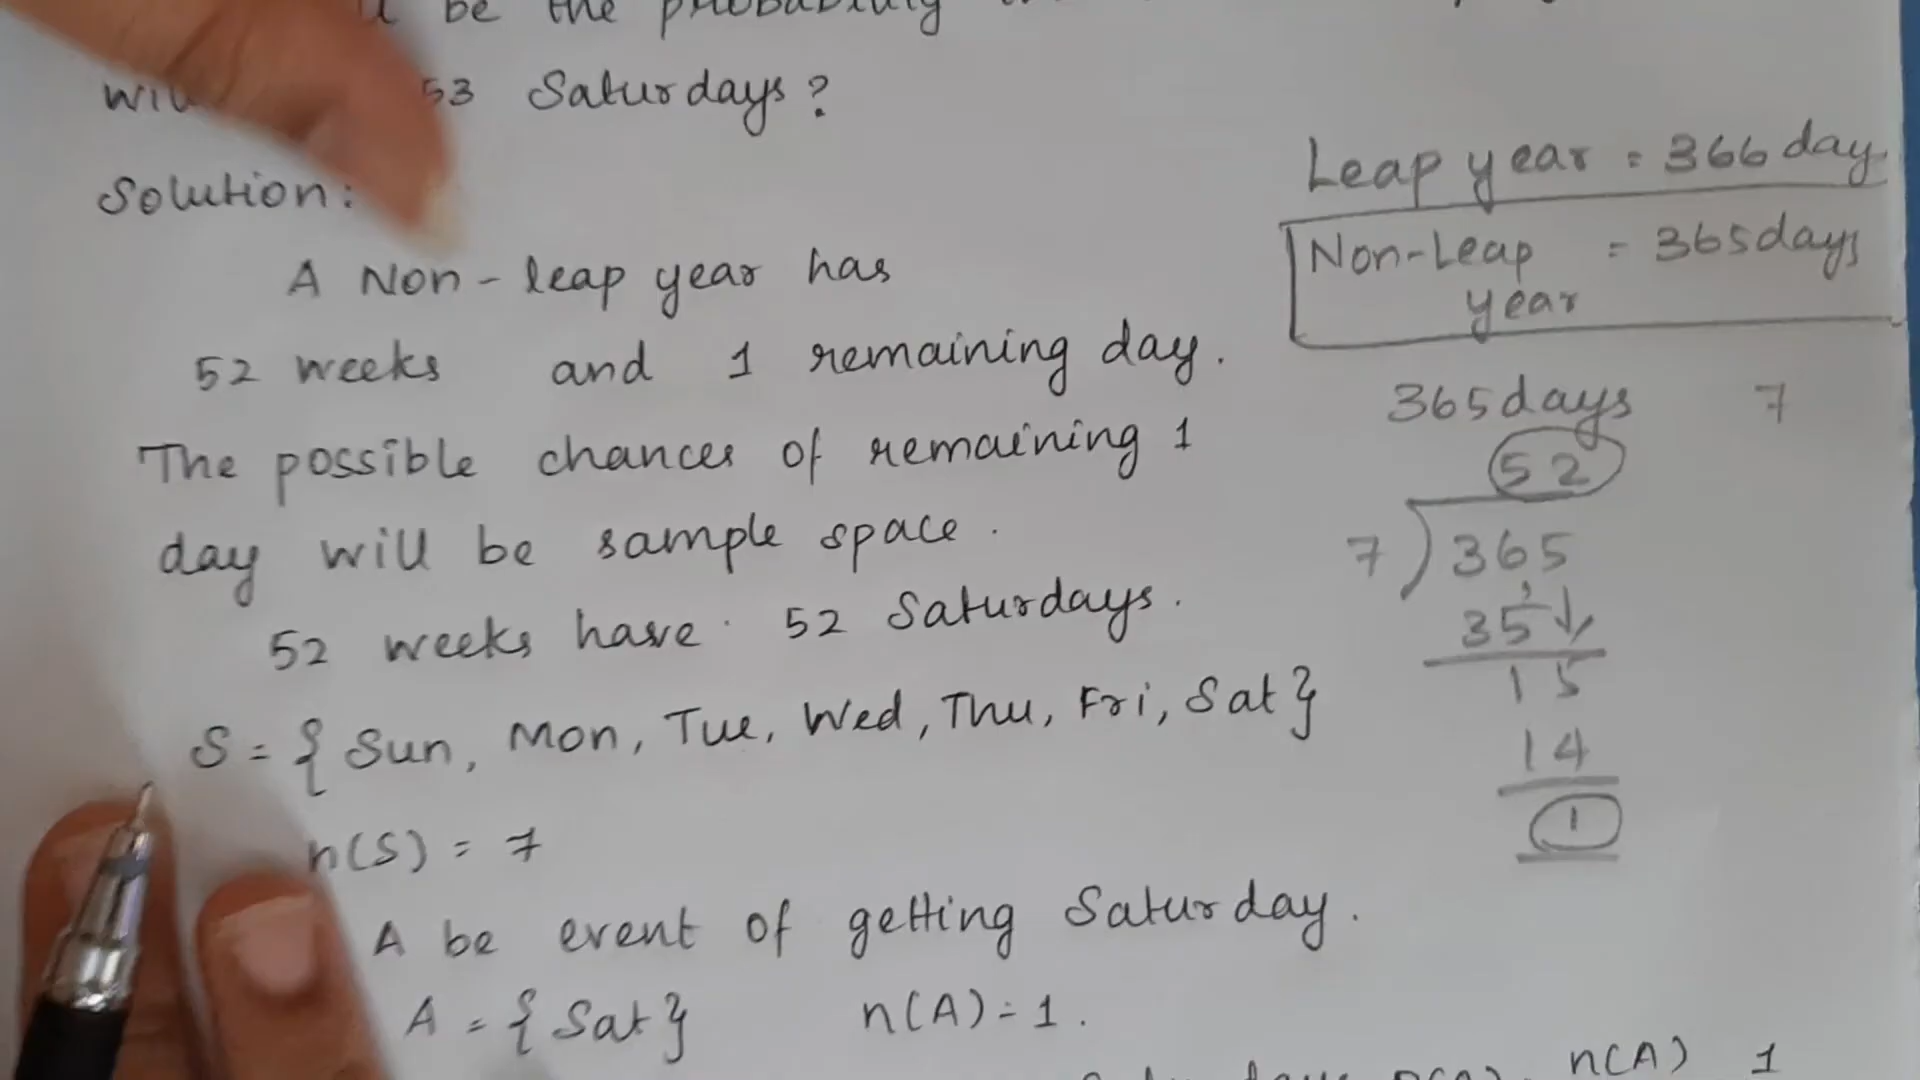 be the probability
53 Saturdays?
Solution:
A Non-leap year has
52 weeks and 1 remaining day.
The possible chances of remaining 1
day will be sample space.
52 weeks have 52 Saturdays.
S = { Sun, Mon, Tue, Wed, Thu, Fri, Sat }
n(S) = 7
A be event of getting Saturday.
A = { Sat } n(A) = 1.
n(A) 1
Leap year = 366 day
Non-Leap = 365 days
year
365 days 7
52
7 ) 365
35 ↓
15
14
1